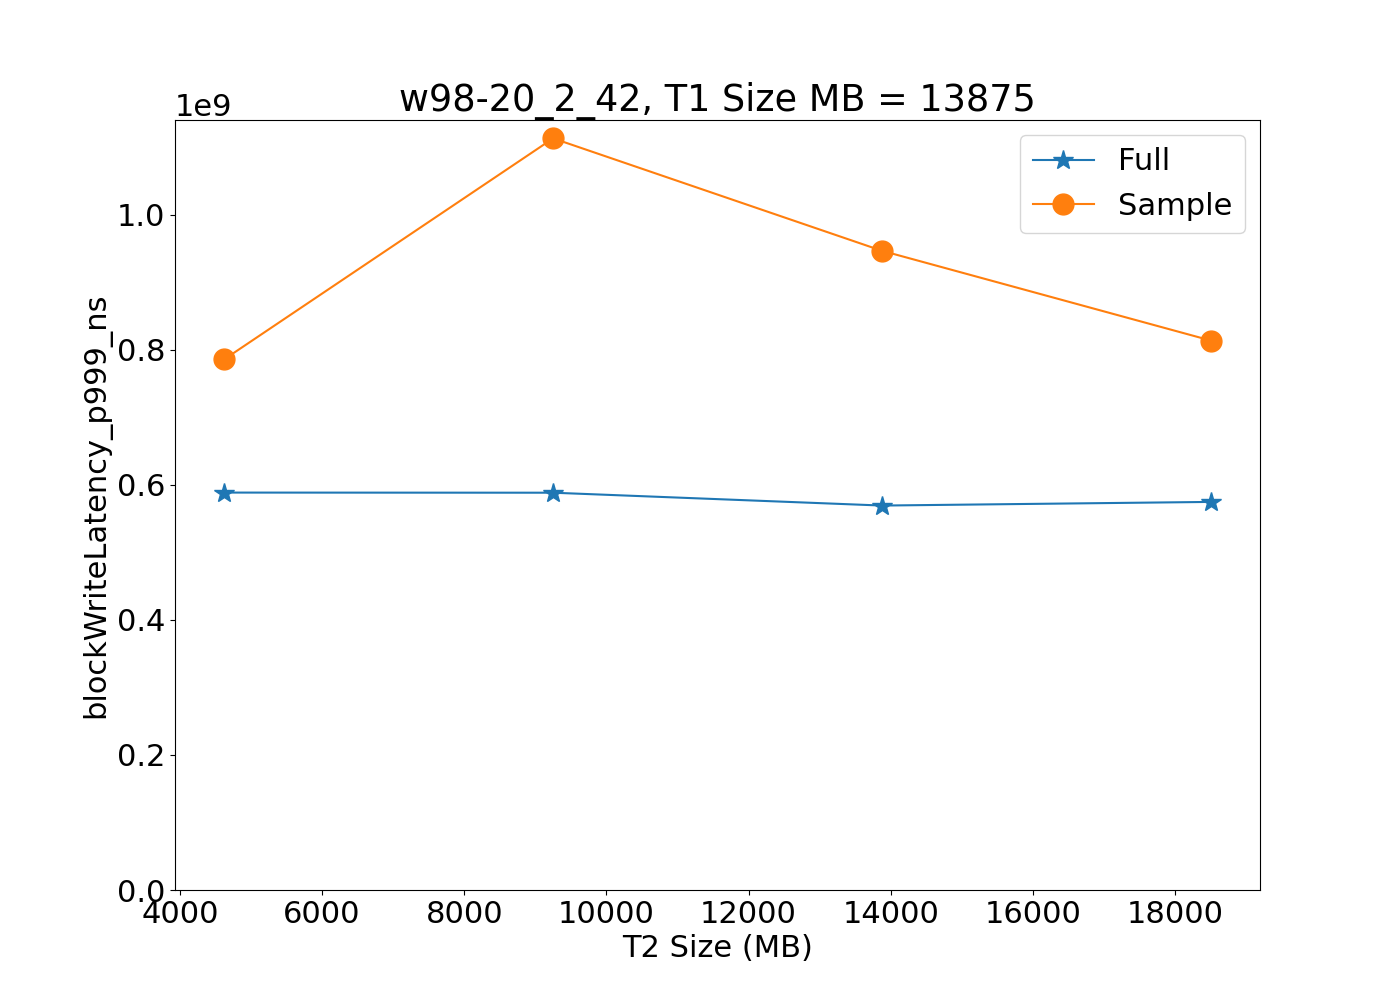 w98-20_2_42, T1 Size MB = 13875
1e9
Full
Sample
1.0
0.8
0.6
0.4
0.2
0.0
blockWriteLatency_p999_ns
4000 6000 8000 10000 12000 14000 16000 18000
T2 Size (MB)